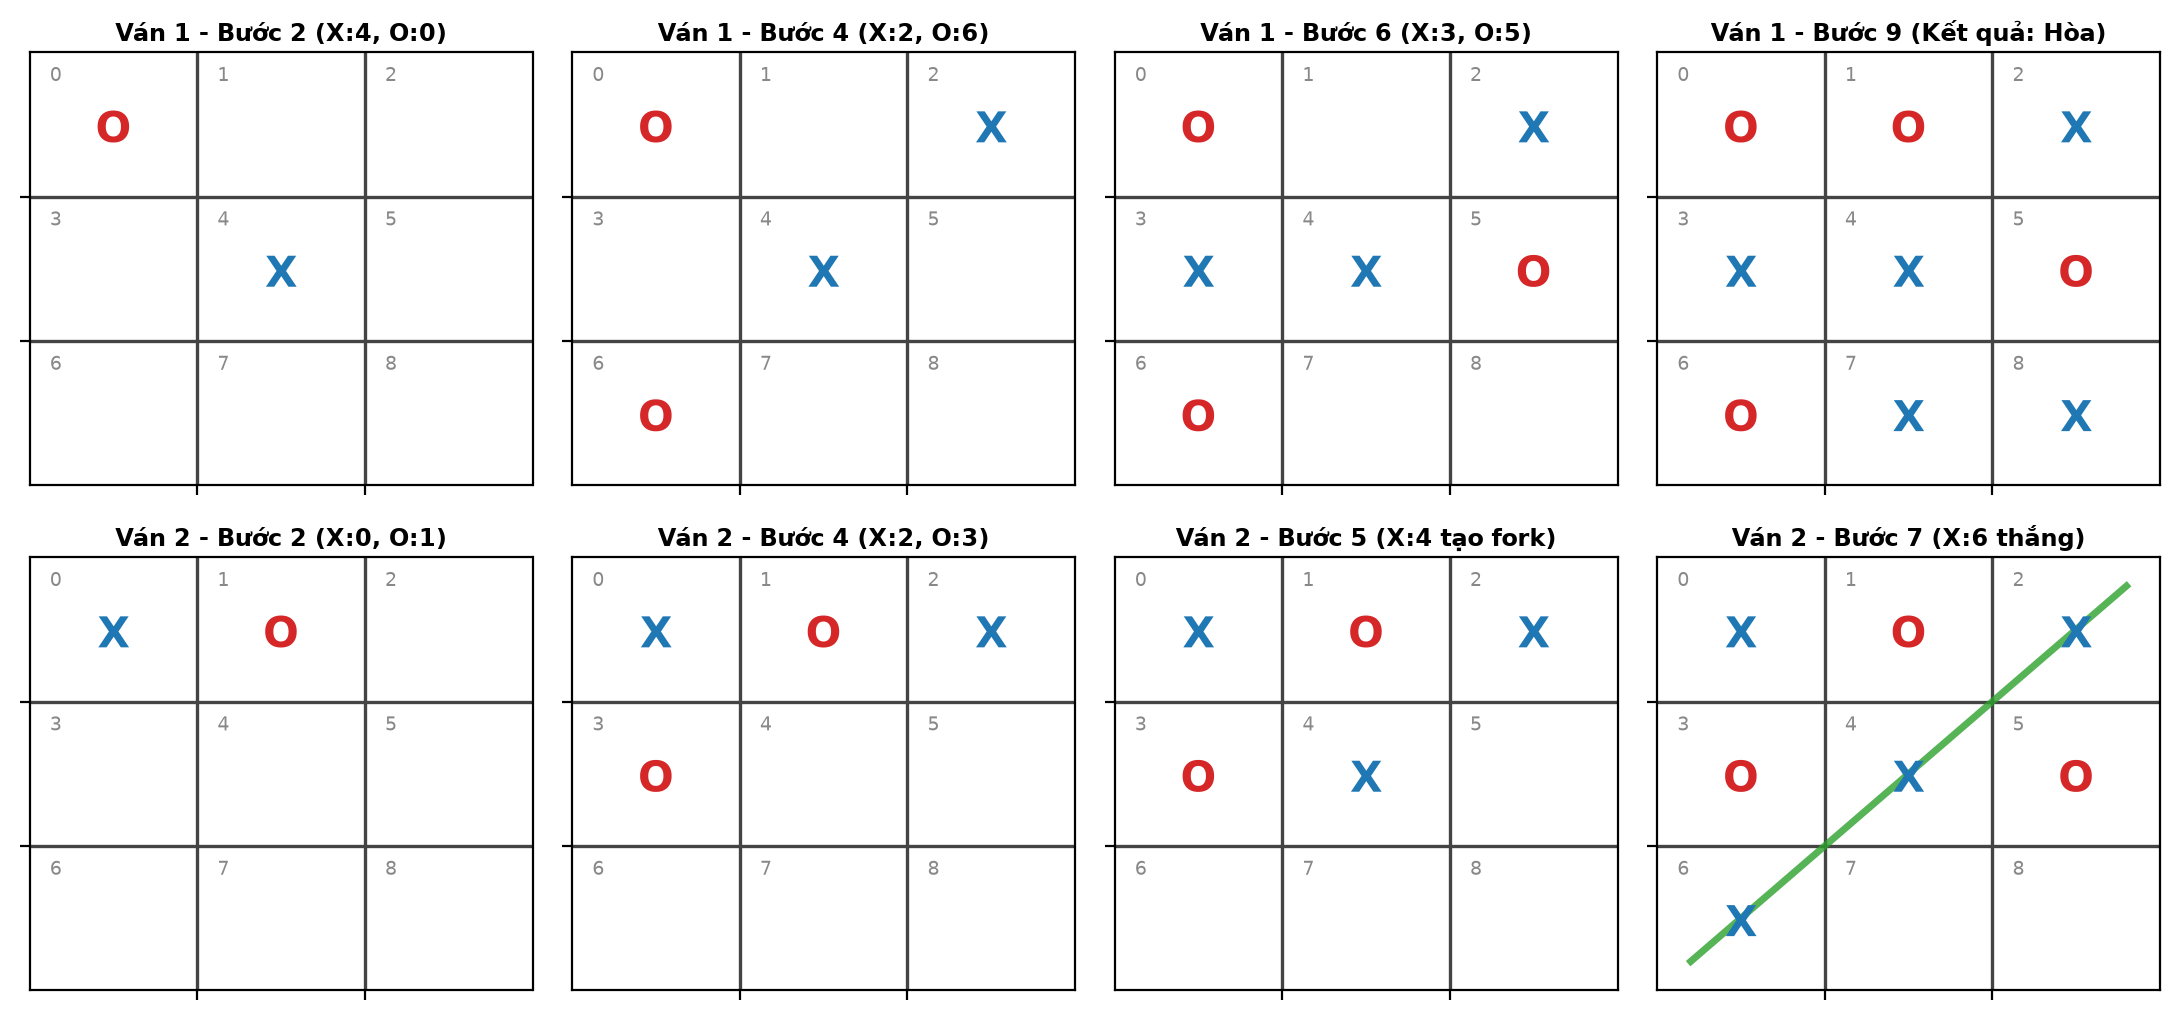 Ván 1 - Bước 2 (X:4, O:0)
0 1 2
O
3 4 5
X
6 7 8
Ván 1 - Bước 4 (X:2, O:6)
0 1 2
O X
3 4 5
X
6 7 8
O
Ván 1 - Bước 6 (X:3, O:5)
0 1 2
O X
3 4 5
X X O
6 7 8
O
Ván 1 - Bước 9 (Kết quả: Hòa)
0 1 2
O O X
3 4 5
X X O
6 7 8
O X X
Ván 2 - Bước 2 (X:0, O:1)
0 1 2
X O
3 4 5
6 7 8
Ván 2 - Bước 4 (X:2, O:3)
0 1 2
X O X
3 4 5
O
6 7 8
Ván 2 - Bước 5 (X:4 tạo fork)
0 1 2
X O X
3 4 5
O X
6 7 8
Ván 2 - Bước 7 (X:6 thắng)
0 1 2
X O X
3 4 5
O X O
6 7 8
X